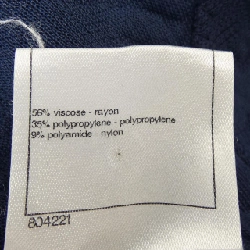 56% viscose - rayon
35% polypropylene - polypropylene
9% polyamide - nylon
804221